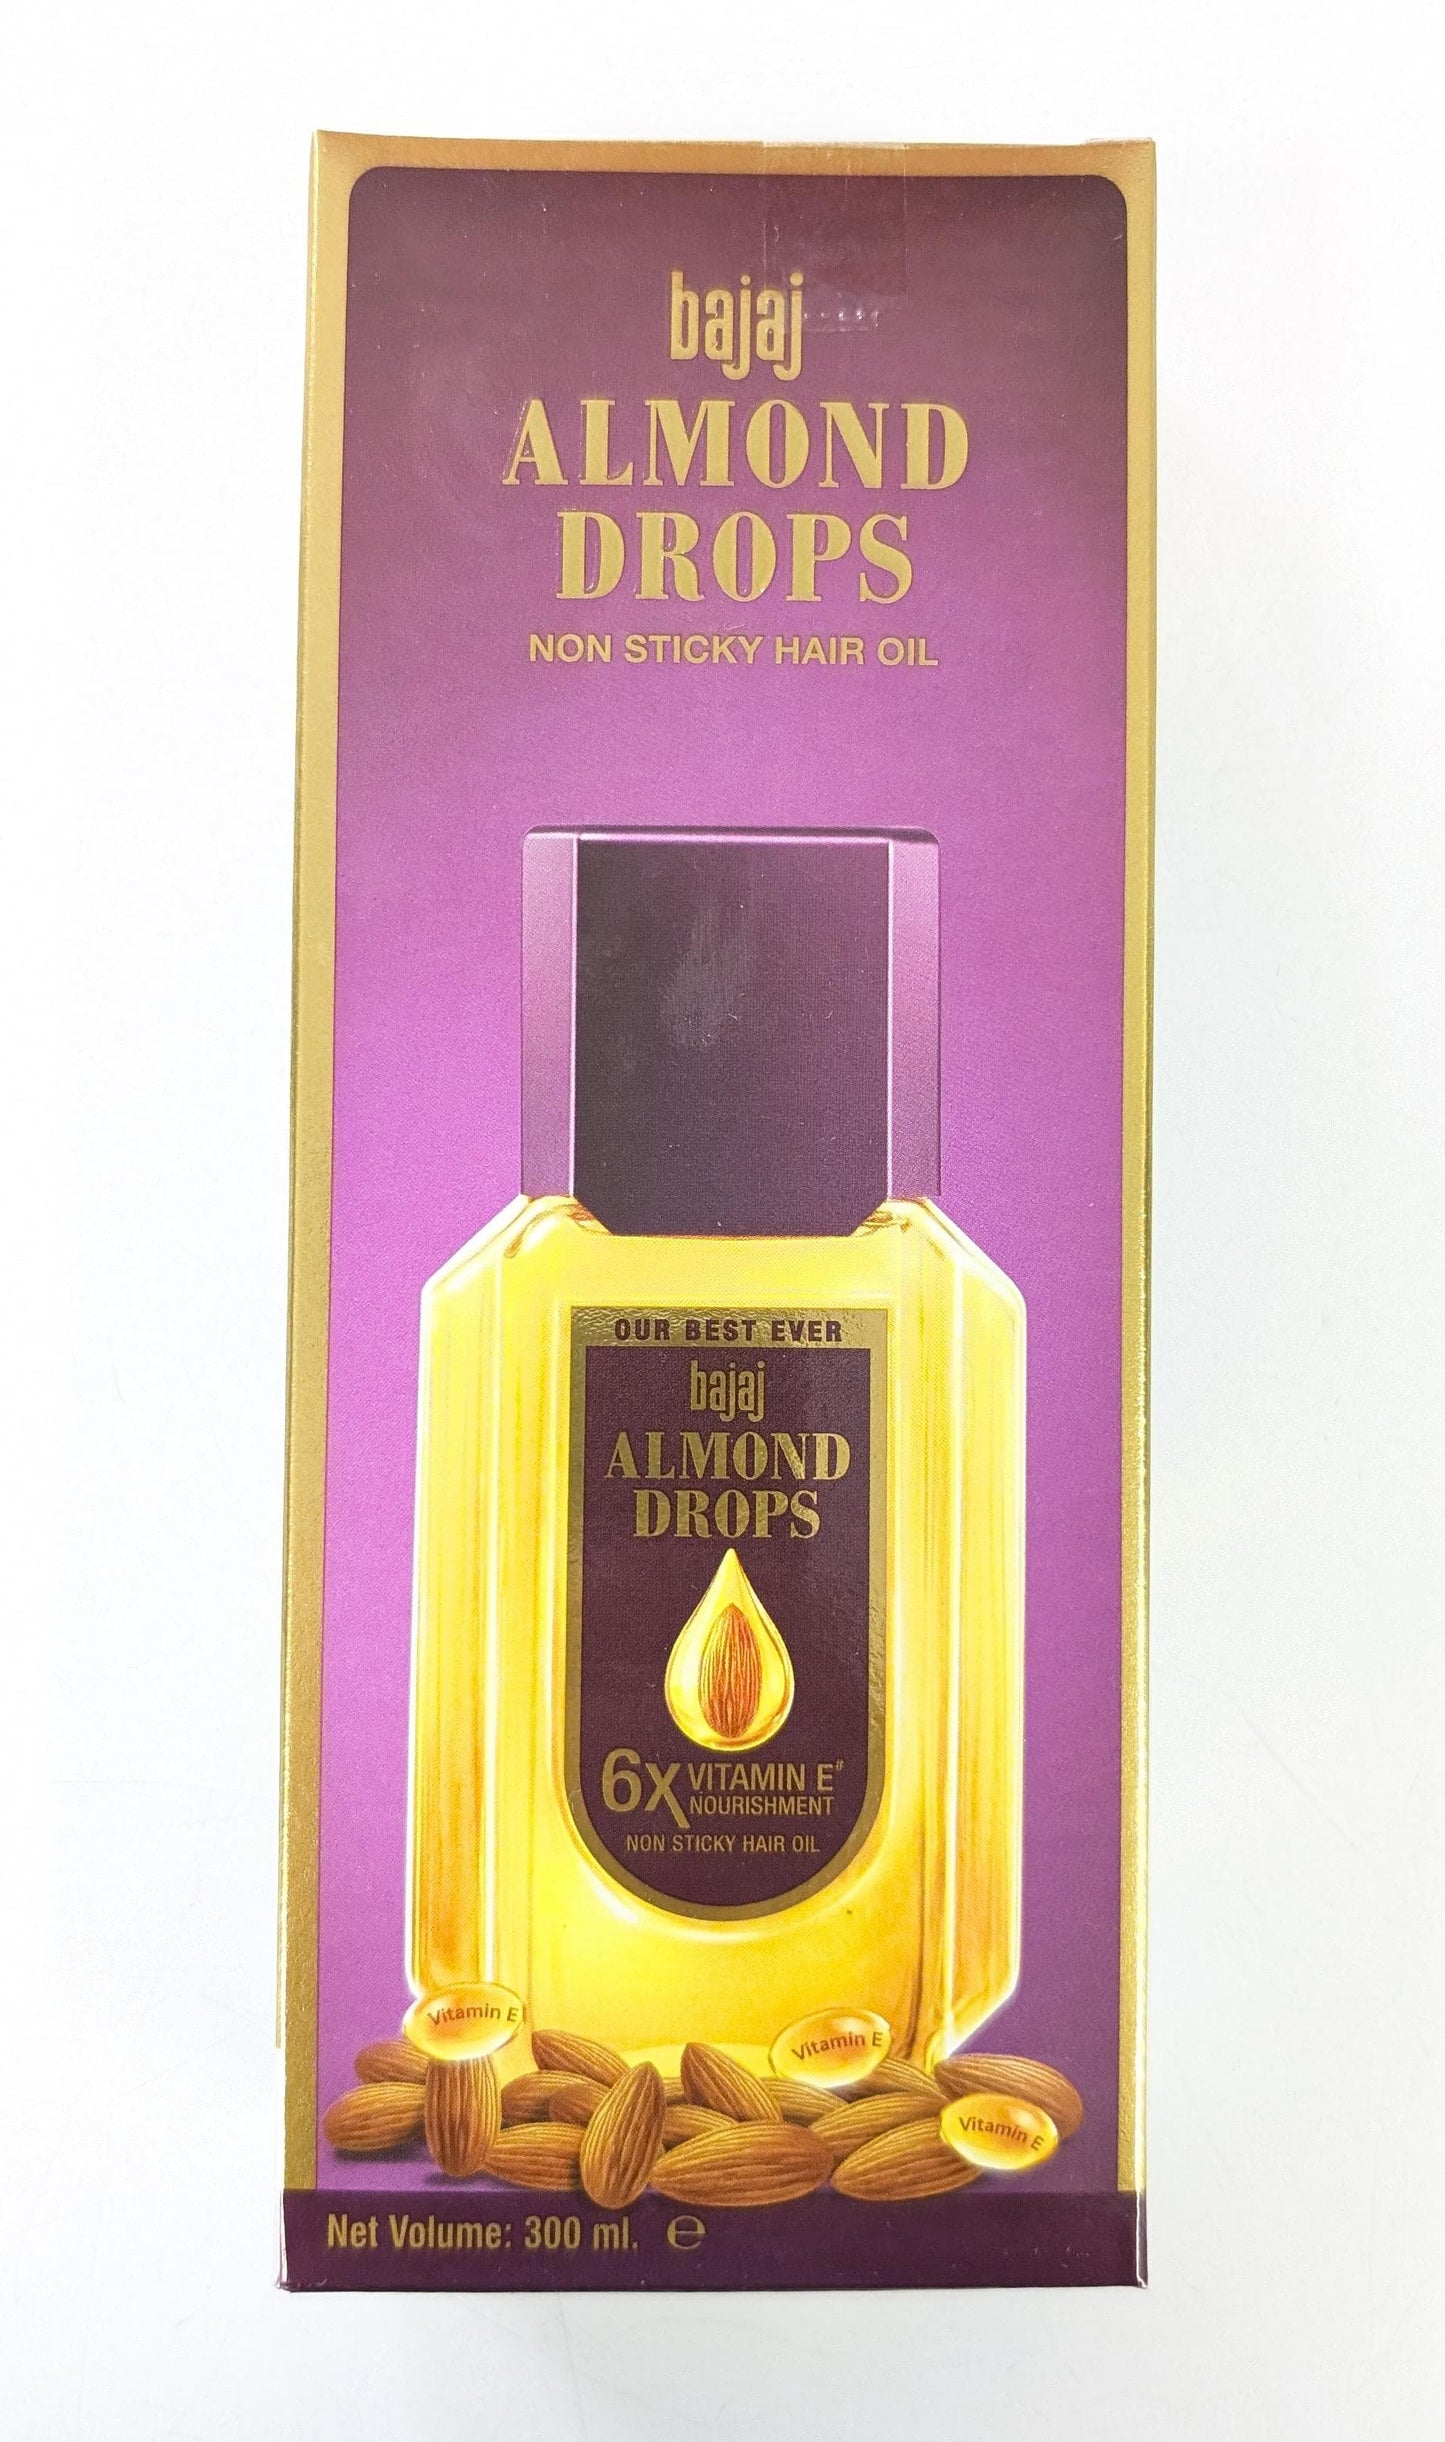 bajaj
ALMOND
DROPS
NON STICKY HAIR OIL
OUR BEST EVER
bajaj
ALMOND
DROPS
6x VITAMIN E#
NOURISHMENT
NON STICKY HAIR OIL
Vitamin E
Vitamin E
Vitamin E
Net Volume: 300 ml. ℮